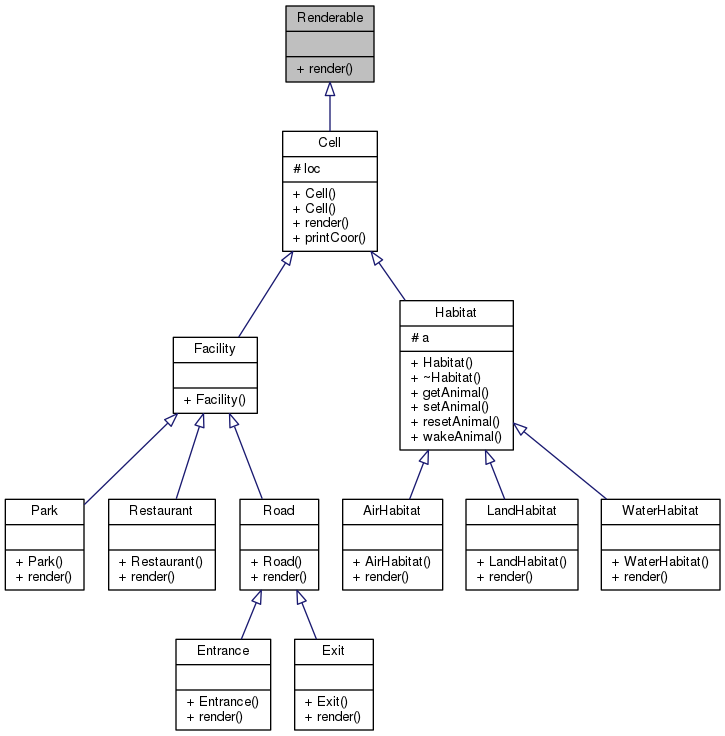 Renderable
+ render()
Cell
# loc
+ Cell()
+ Cell()
+ render()
+ printCoor()
Habitat
# a
+ Habitat()
+ ~Habitat()
+ getAnimal()
+ setAnimal()
+ resetAnimal()
+ wakeAnimal()
Facility
+ Facility()
Park
+ Park()
+ render()
Restaurant
+ Restaurant()
+ render()
Road
+ Road()
+ render()
AirHabitat
+ AirHabitat()
+ render()
LandHabitat
+ LandHabitat()
+ render()
WaterHabitat
+ WaterHabitat()
+ render()
Entrance
+ Entrance()
+ render()
Exit
+ Exit()
+ render()